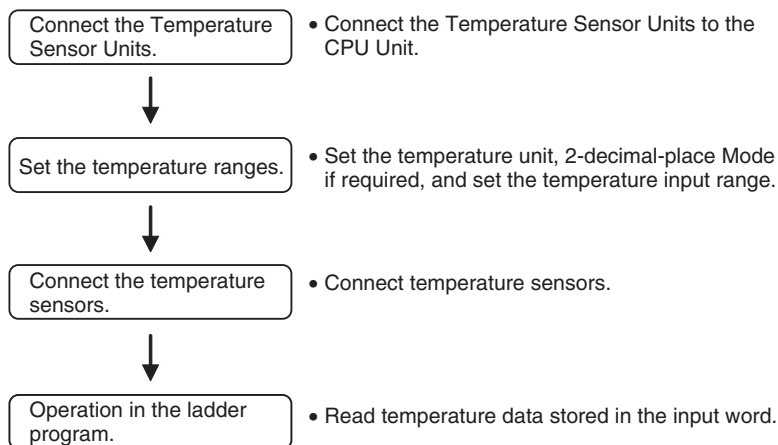 Connect the Temperature
Sensor Units.
• Connect the Temperature Sensor Units to the
CPU Unit.
Set the temperature ranges.
• Set the temperature unit, 2-decimal-place Mode
if required, and set the temperature input range.
Connect the temperature
sensors.
• Connect temperature sensors.
Operation in the ladder
program.
• Read temperature data stored in the input word.